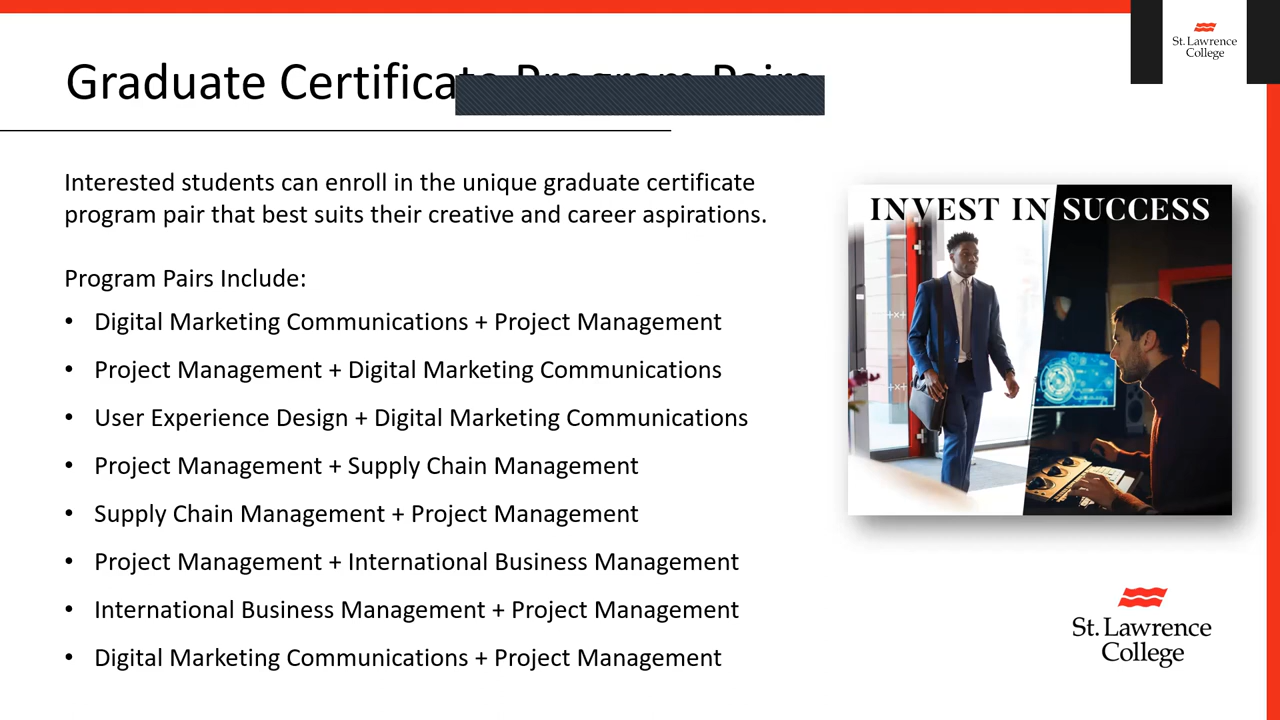 St. Lawrence
College
Graduate Certificate Program Pairs
Interested students can enroll in the unique graduate certificate
program pair that best suits their creative and career aspirations.
Program Pairs Include:
• Digital Marketing Communications + Project Management
• Project Management + Digital Marketing Communications
• User Experience Design + Digital Marketing Communications
• Project Management + Supply Chain Management
• Supply Chain Management + Project Management
• Project Management + International Business Management
• International Business Management + Project Management
• Digital Marketing Communications + Project Management
INVEST IN SUCCESS
St. Lawrence
College